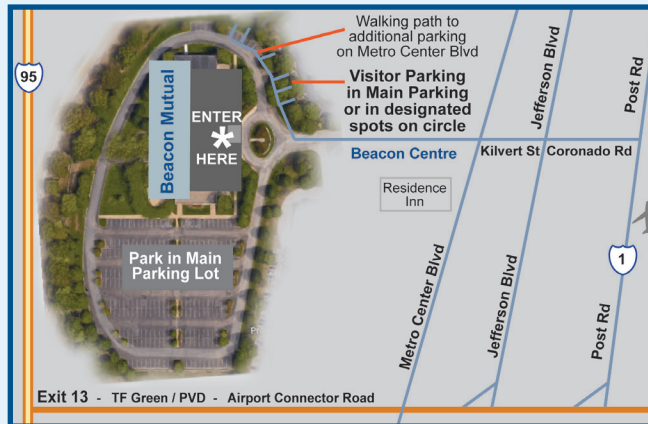 Walking path to
additional parking
on Metro Center Blvd
Visitor Parking
in Main Parking
or in designated
spots on circle
95
Beacon Mutual
ENTER
HERE
Jefferson Blvd
Post Rd
Beacon Centre
Kilvert St
Coronado Rd
Residence
Inn
Park in Main
Parking Lot
1
Metro Center Blvd
Jefferson Blvd
Post Rd
Exit 13 - TF Green / PVD - Airport Connector Road